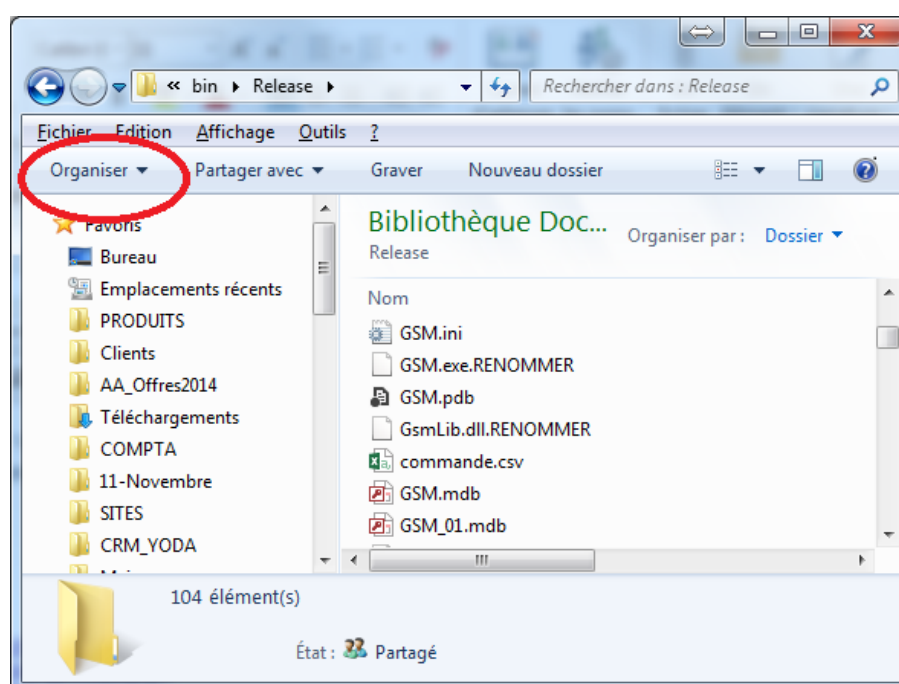 « bin Release
Rechercher dans : Release
Fichier Edition Affichage Outils ?
Organiser Partager avec Graver Nouveau dossier
Favoris
Bureau
Emplacements récents
PRODUITS
Clients
AA_Offres2014
Téléchargements
COMPTA
11-Novembre
SITES
CRM_YODA
Bibliothèque Doc...
Release
Organiser par : Dossier
Nom
GSM.ini
GSM.exe.RENOMMER
GSM.pdb
GsmLib.dll.RENOMMER
commande.csv
GSM.mdb
GSM_01.mdb
104 élément(s)
État : Partagé